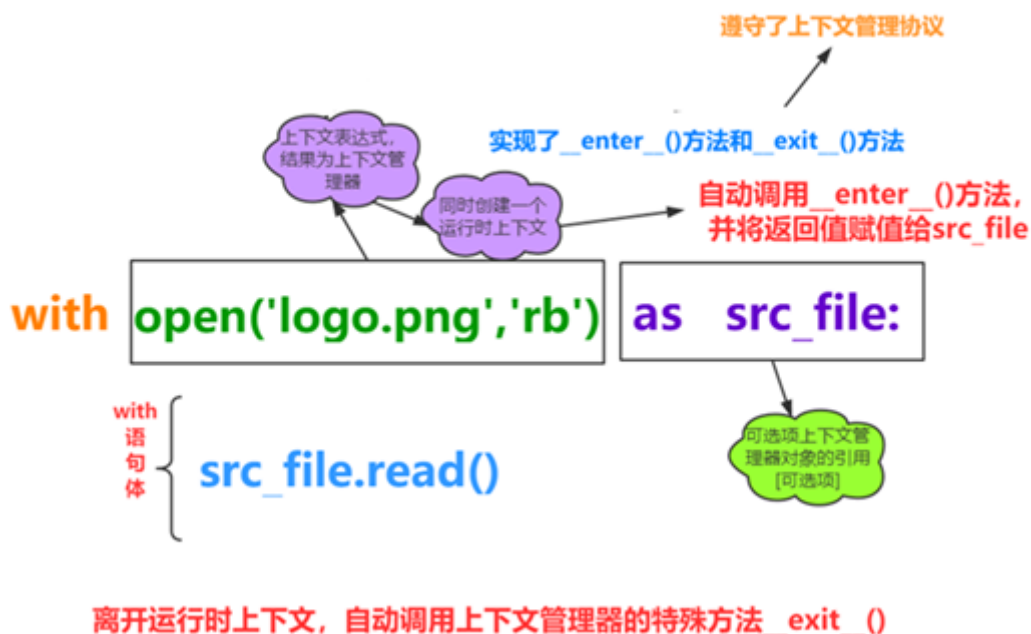 遵守了上下文管理协议
实现了__enter__()方法和__exit__()方法
上下文表达式，
结果为上下文管
理器
同时创建一个
运行时上下文
自动调用__enter__()方法，
并将返回值赋值给src_file
with open('logo.png','rb') as src_file:
with
语
句
体
src_file.read()
可选项上下文管
理器对象的引用
[可选项]
离开运行时上下文，自动调用上下文管理器的特殊方法__exit__()